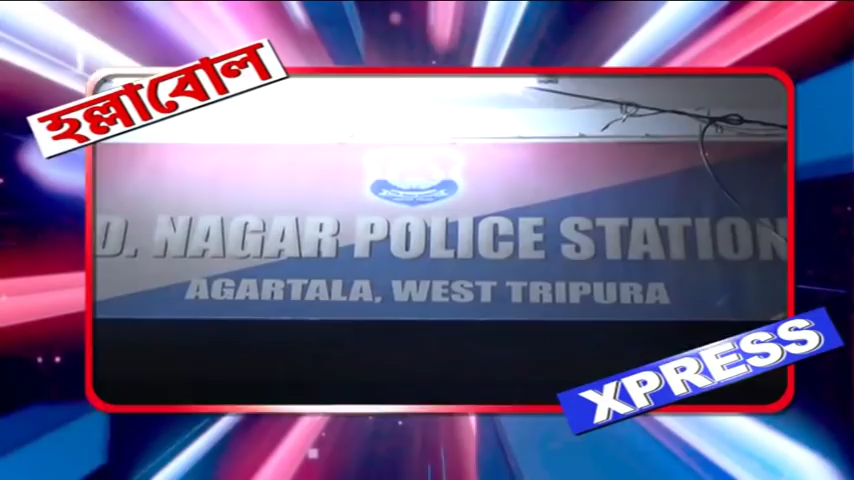 হল্লাবোল
D. NAGAR POLICE STATION
AGARTALA, WEST TRIPURA
XPRESS